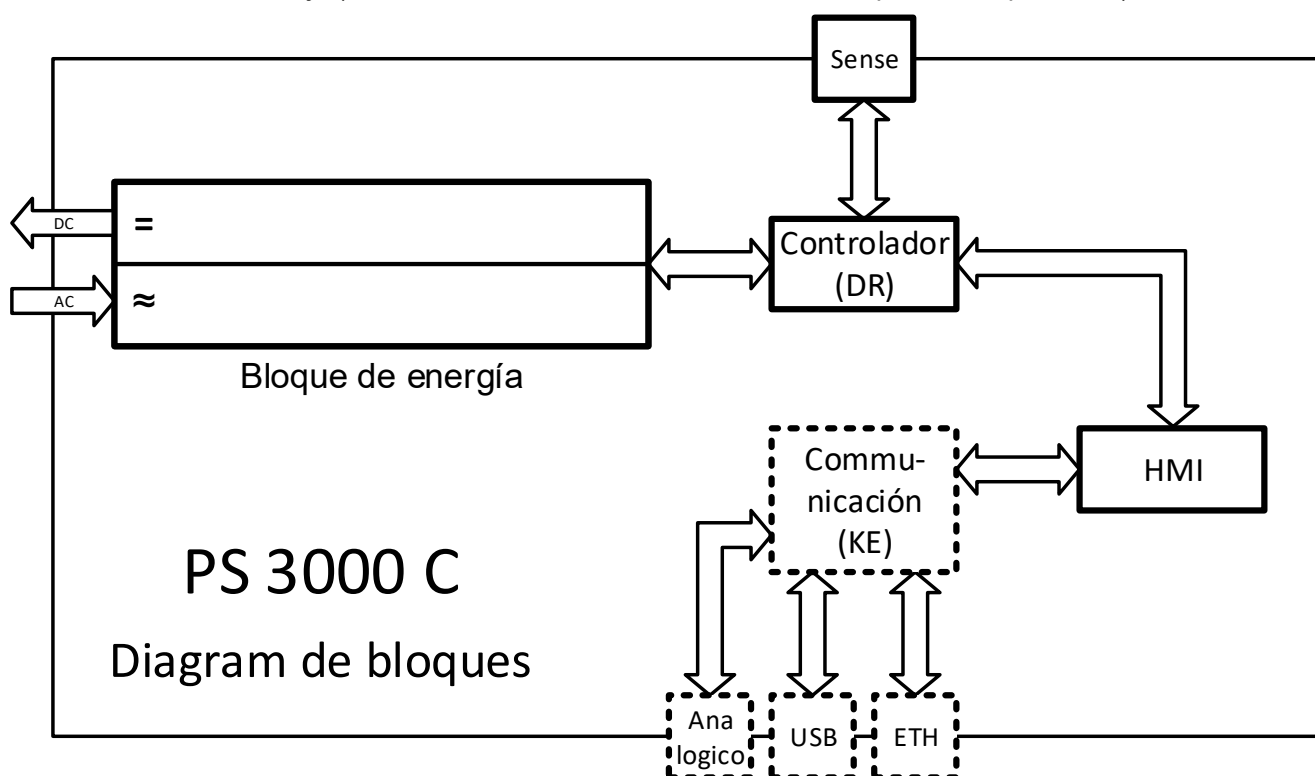 Sense
DC
=
AC
≈
Controlador
(DR)
Bloque de energía
Commu-
nicación
(KE)
HMI
PS 3000 C
Diagram de bloques
Ana
logico
USB
ETH